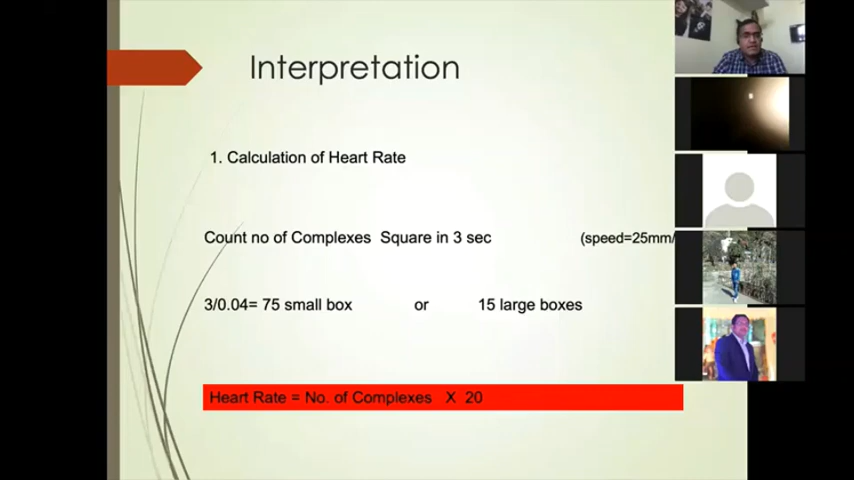 Interpretation
1. Calculation of Heart Rate
Count no of Complexes Square in 3 sec (speed=25mm/
3/0.04= 75 small box or 15 large boxes
Heart Rate = No. of Complexes X 20